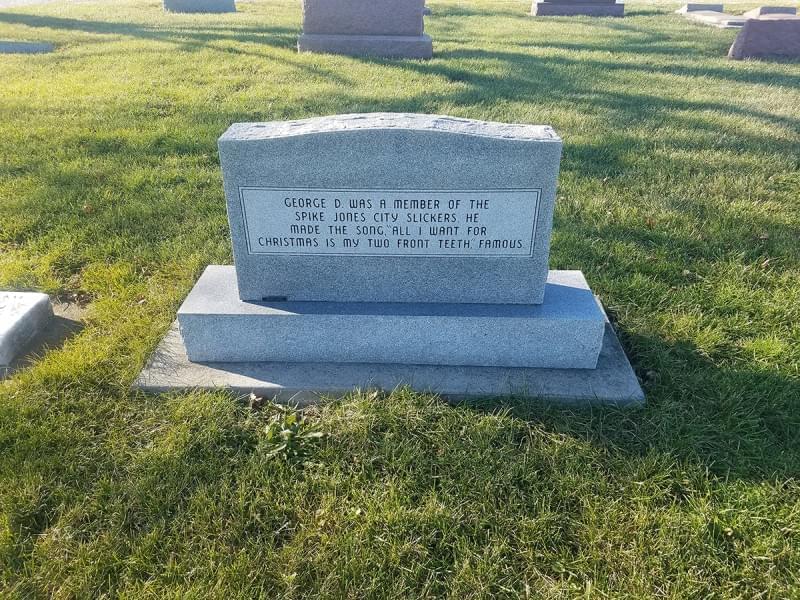 GEORGE D. WAS A MEMBER OF THE
SPIKE JONES CITY SLICKERS. HE
MADE THE SONG, "ALL I WANT FOR
CHRISTMAS IS MY TWO FRONT TEETH," FAMOUS.